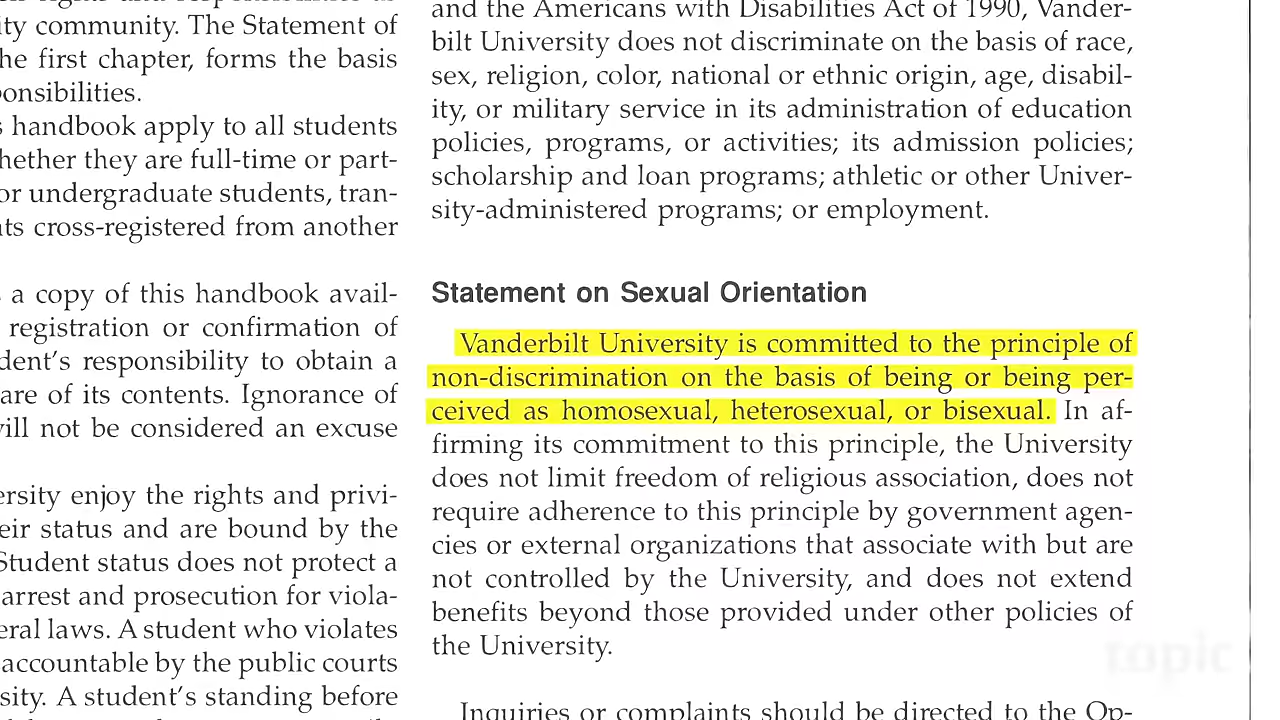 ity community. The Statement of
he first chapter, forms the basis
onsibilities.
s handbook apply to all students
hether they are full-time or part-
or undergraduate students, tran-
ts cross-registered from another
s a copy of this handbook avail-
registration or confirmation of
dent's responsibility to obtain a
are of its contents. Ignorance of
will not be considered an excuse
ersity enjoy the rights and privi-
eir status and are bound by the
Student status does not protect a
arrest and prosecution for viola-
eral laws. A student who violates
accountable by the public courts
sity. A student's standing before
and the Americans with Disabilities Act of 1990, Vander-
bilt University does not discriminate on the basis of race,
sex, religion, color, national or ethnic origin, age, disabil-
ity, or military service in its administration of education
policies, programs, or activities; its admission policies;
scholarship and loan programs; athletic or other Univer-
sity-administered programs; or employment.
Statement on Sexual Orientation
Vanderbilt University is committed to the principle of
non-discrimination on the basis of being or being per-
ceived as homosexual, heterosexual, or bisexual. In af-
firming its commitment to this principle, the University
does not limit freedom of religious association, does not
require adherence to this principle by government agen-
cies or external organizations that associate with but are
not controlled by the University, and does not extend
benefits beyond those provided under other policies of
the University.
Inquiries or complaints should be directed to the Op-
topic